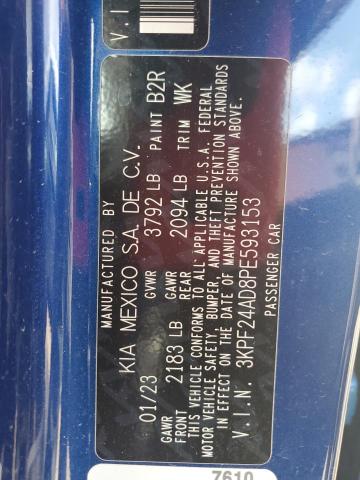 V.I
MANUFACTURED BY
KIA MEXICO S.A. DE C.V.
01/23 GVWR 3792 LB PAINT B2R
GAWR FRONT 2183 LB GAWR REAR 2094 LB TRIM WK
THIS VEHICLE CONFORMS TO ALL APPLICABLE U.S.A. FEDERAL
MOTOR VEHICLE SAFETY, BUMPER, AND THEFT PREVENTION STANDARDS
IN EFFECT ON THE DATE OF MANUFACTURE SHOWN ABOVE.
V.I.N. 3KPF24AD8PE593153
PASSENGER CAR
7610